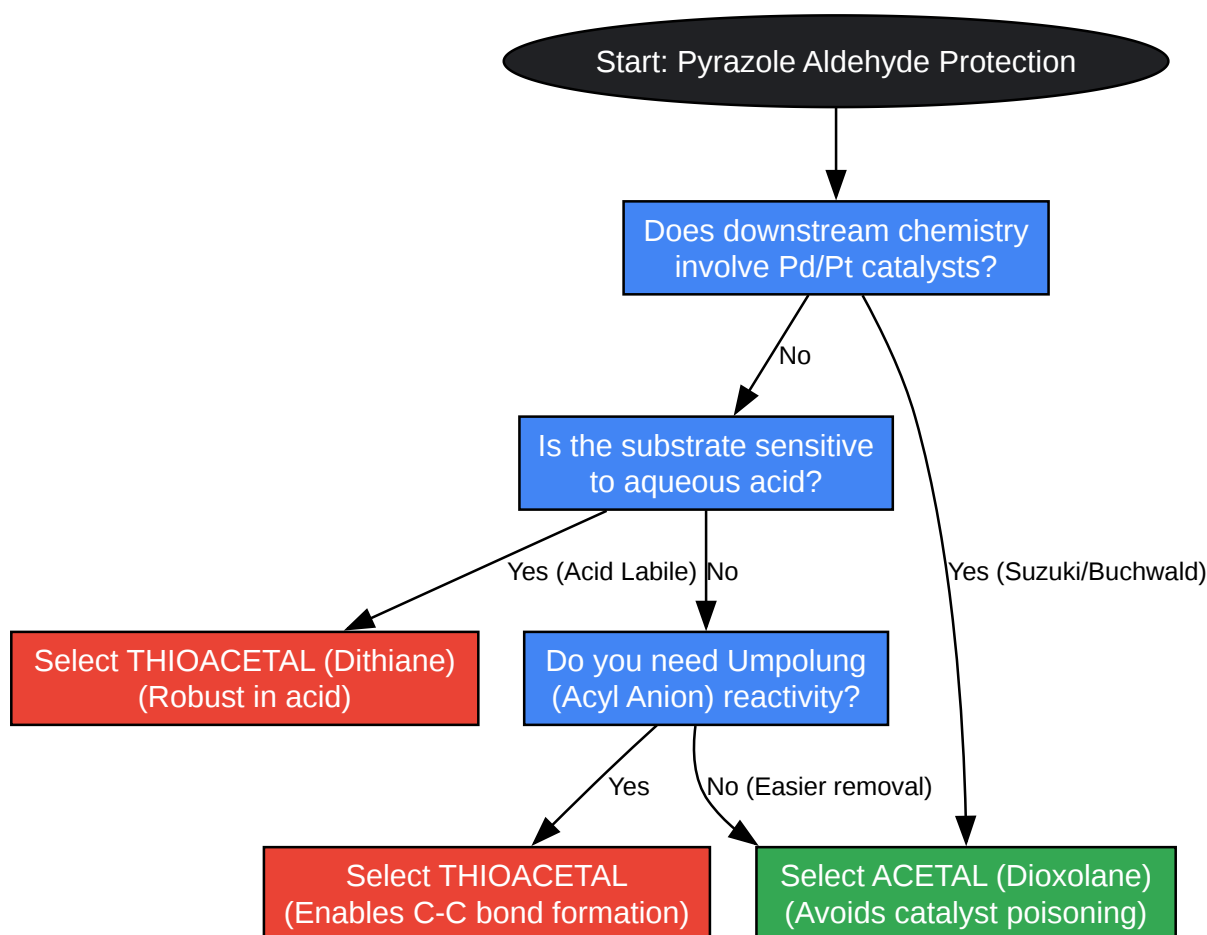 Start: Pyrazole Aldehyde Protection
Does downstream chemistry
involve Pd/Pt catalysts?
No
Is the substrate sensitive
to aqueous acid?
Yes (Acid Labile)
No
Yes (Suzuki/Buchwald)
Select THIOACETAL (Dithiane)
(Robust in acid)
Do you need Umpolung
(Acyl Anion) reactivity?
Yes
No (Easier removal)
Select THIOACETAL
(Enables C-C bond formation)
Select ACETAL (Dioxolane)
(Avoids catalyst poisoning)